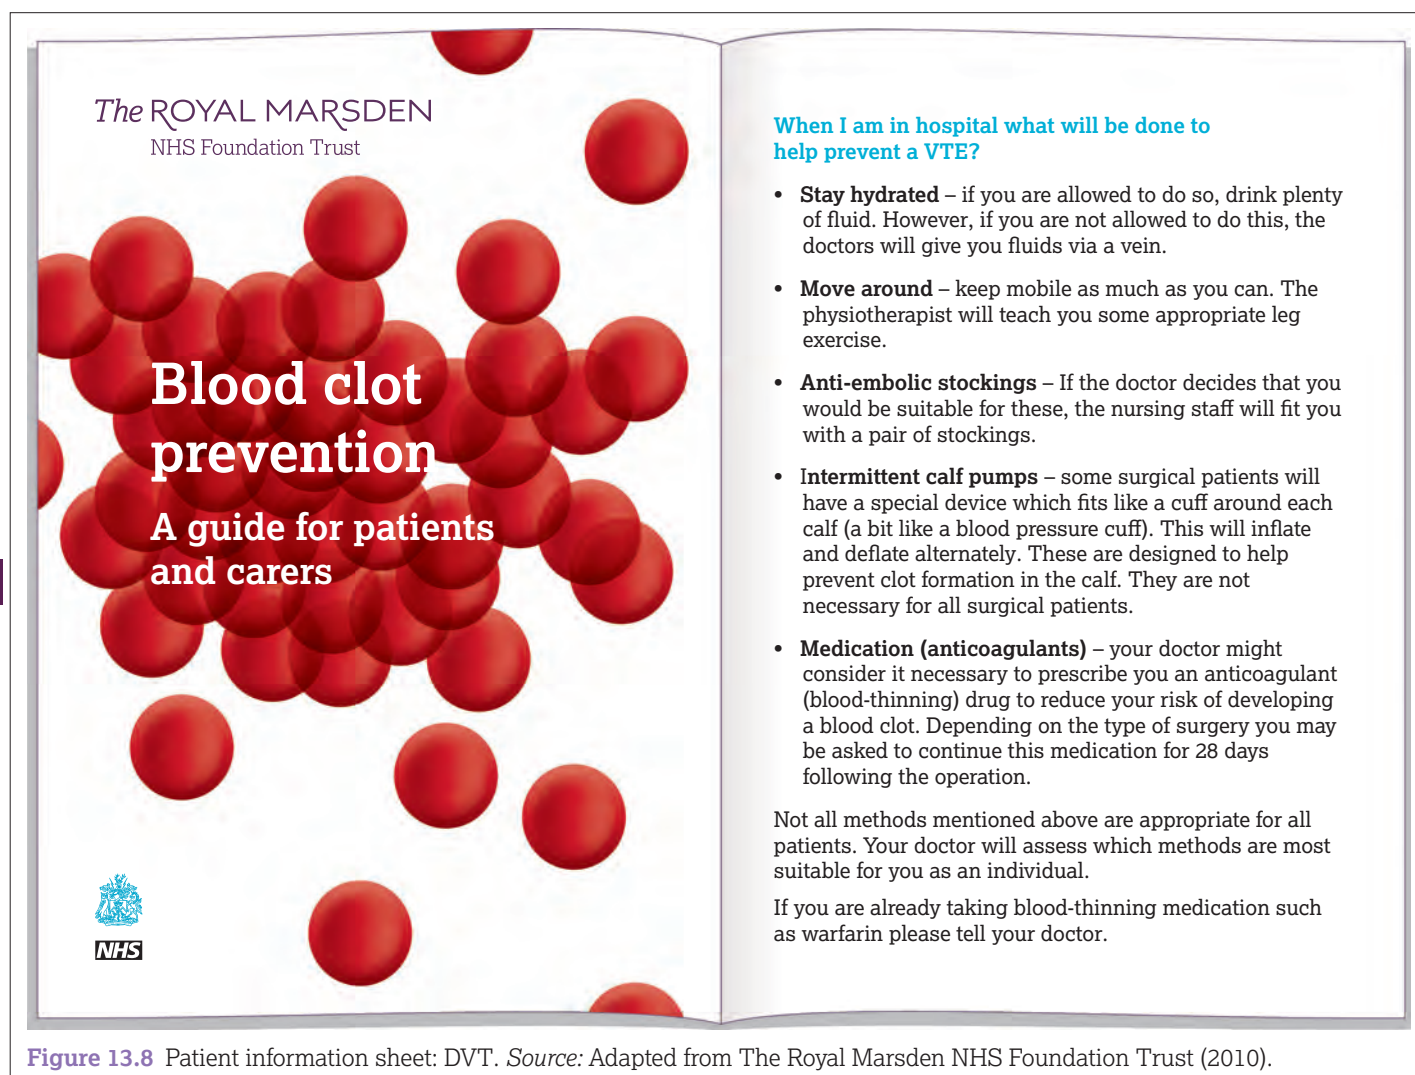 The ROYAL MARSDEN
NHS Foundation Trust
Blood clot
prevention
A guide for patients
and carers
NHS
When I am in hospital what will be done to
help prevent a VTE?
• Stay hydrated – if you are allowed to do so, drink plenty
of fluid. However, if you are not allowed to do this, the
doctors will give you fluids via a vein.
• Move around – keep mobile as much as you can. The
physiotherapist will teach you some appropriate leg
exercise.
• Anti-embolic stockings – If the doctor decides that you
would be suitable for these, the nursing staff will fit you
with a pair of stockings.
• Intermittent calf pumps – some surgical patients will
have a special device which fits like a cuff around each
calf (a bit like a blood pressure cuff). This will inflate
and deflate alternately. These are designed to help
prevent clot formation in the calf. They are not
necessary for all surgical patients.
• Medication (anticoagulants) – your doctor might
consider it necessary to prescribe you an anticoagulant
(blood-thinning) drug to reduce your risk of developing
a blood clot. Depending on the type of surgery you may
be asked to continue this medication for 28 days
following the operation.
Not all methods mentioned above are appropriate for all
patients. Your doctor will assess which methods are most
suitable for you as an individual.
If you are already taking blood-thinning medication such
as warfarin please tell your doctor.
Figure 13.8 Patient information sheet: DVT. Source: Adapted from The Royal Marsden NHS Foundation Trust (2010).